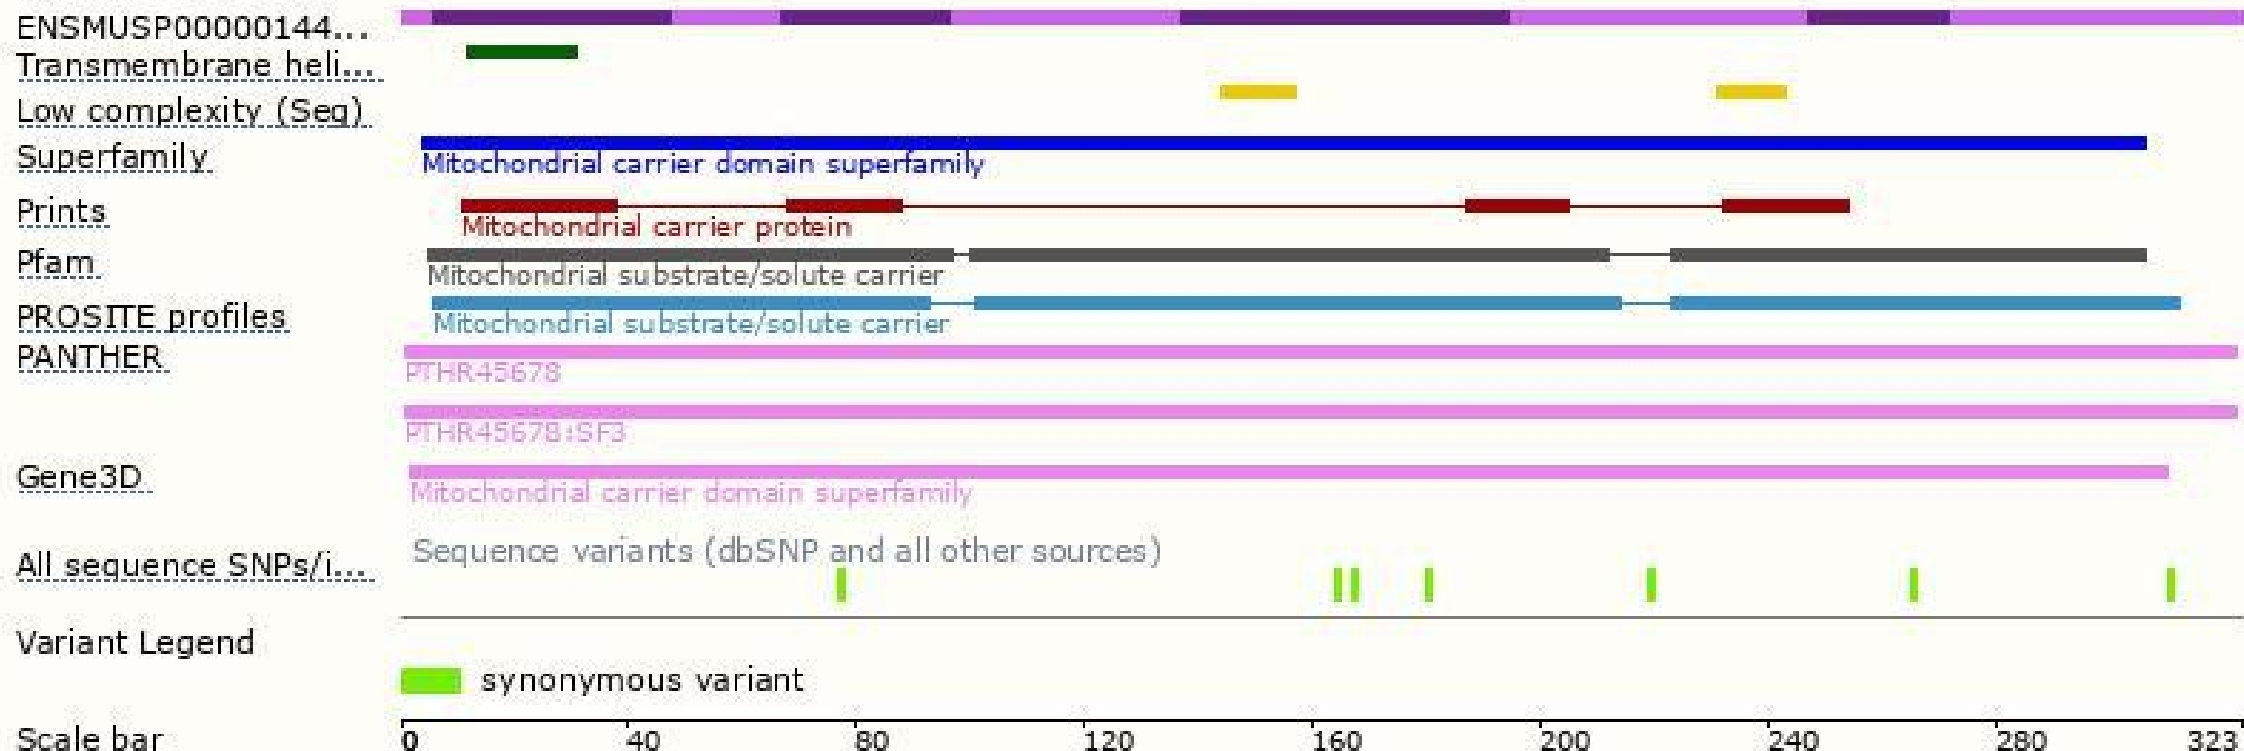 ENSMUSP00000144...
Transmembrane heli...
Low complexity (Seg)
Superfamily
Mitochondrial carrier domain superfamily
Prints
Mitochondrial carrier protein
Pfam
Mitochondrial substrate/solute carrier
PROSITE profiles
Mitochondrial substrate/solute carrier
PANTHER
PTHR45678
PTHR45678:SF3
Gene3D
Mitochondrial carrier domain superfamily
Sequence variants (dbSNP and all other sources)
All sequence SNPs/i...
Variant Legend
synonymous variant
Scale bar 0 40 80 120 160 200 240 280 323